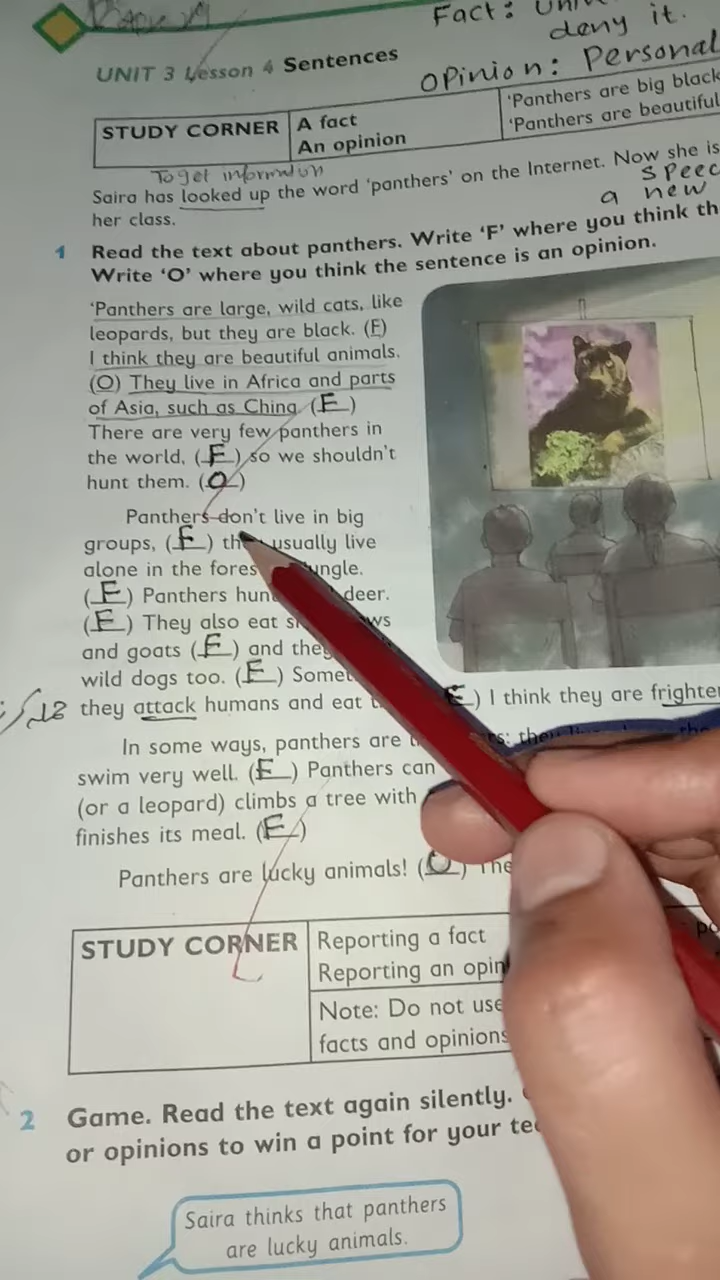 Fact:
deny it.
UNIT 3 Lesson 4 Sentences
Opinion: Personal
STUDY CORNER
A fact
An opinion
'Panthers are big black
'Panthers are beautiful
To get information
Saira has looked up the word 'panthers' on the Internet. Now she is
speec
her class.
a new
1 Read the text about panthers. Write 'F' where you think th
Write 'O' where you think the sentence is an opinion.
'Panthers are large, wild cats, like
leopards, but they are black. (F)
I think they are beautiful animals.
(O) They live in Africa and parts
of Asia, such as China (F)
There are very few panthers in
the world, (F) so we shouldn't
hunt them. (O)
Panthers don't live in big
groups, (F) usually live
alone in the
(F) Panthers deer.
(F) They also eat
and goats (F) and
wild dogs too. (F)
they attack humans and eat (F) I think they are frighte
In some ways, panthers are
swim very well. (F) Panthers can
(or a leopard) climbs a tree with
finishes its meal. (F)
Panthers are lucky animals! (O)
STUDY CORNER
Reporting a fact
Reporting an opin
Note: Do not use
facts and opinions
2 Game. Read the text again silently.
or opinions to win a point for your
Saira thinks that panthers
are lucky animals.